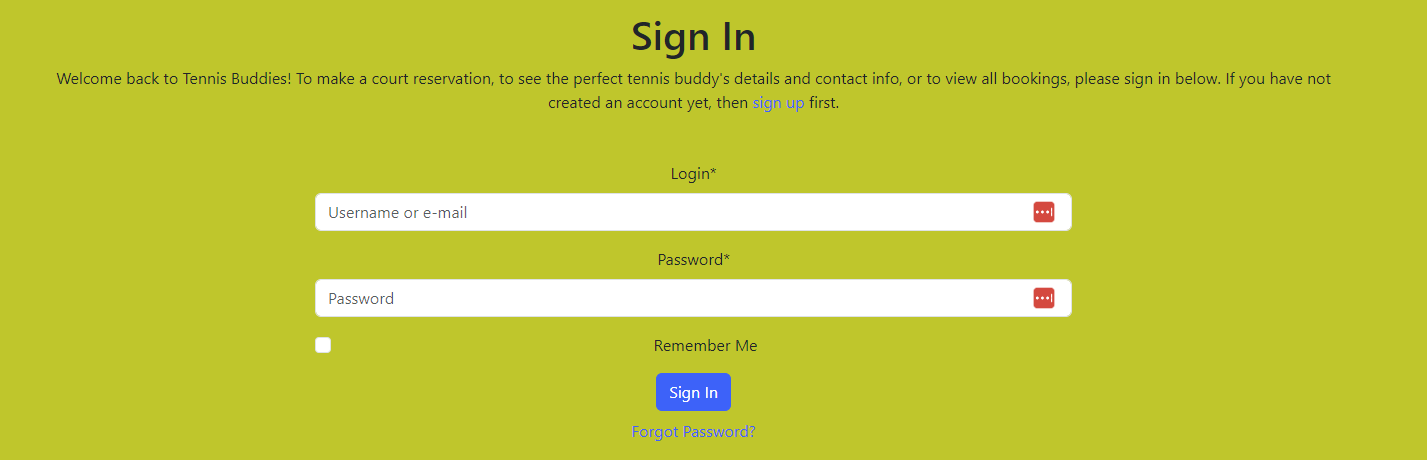 Sign In
Welcome back to Tennis Buddies! To make a court reservation, to see the perfect tennis buddy's details and contact info, or to view all bookings, please sign in below. If you have not
created an account yet, then sign up first.
Login*
Username or e-mail
Password*
Password
Remember Me
Sign In
Forgot Password?